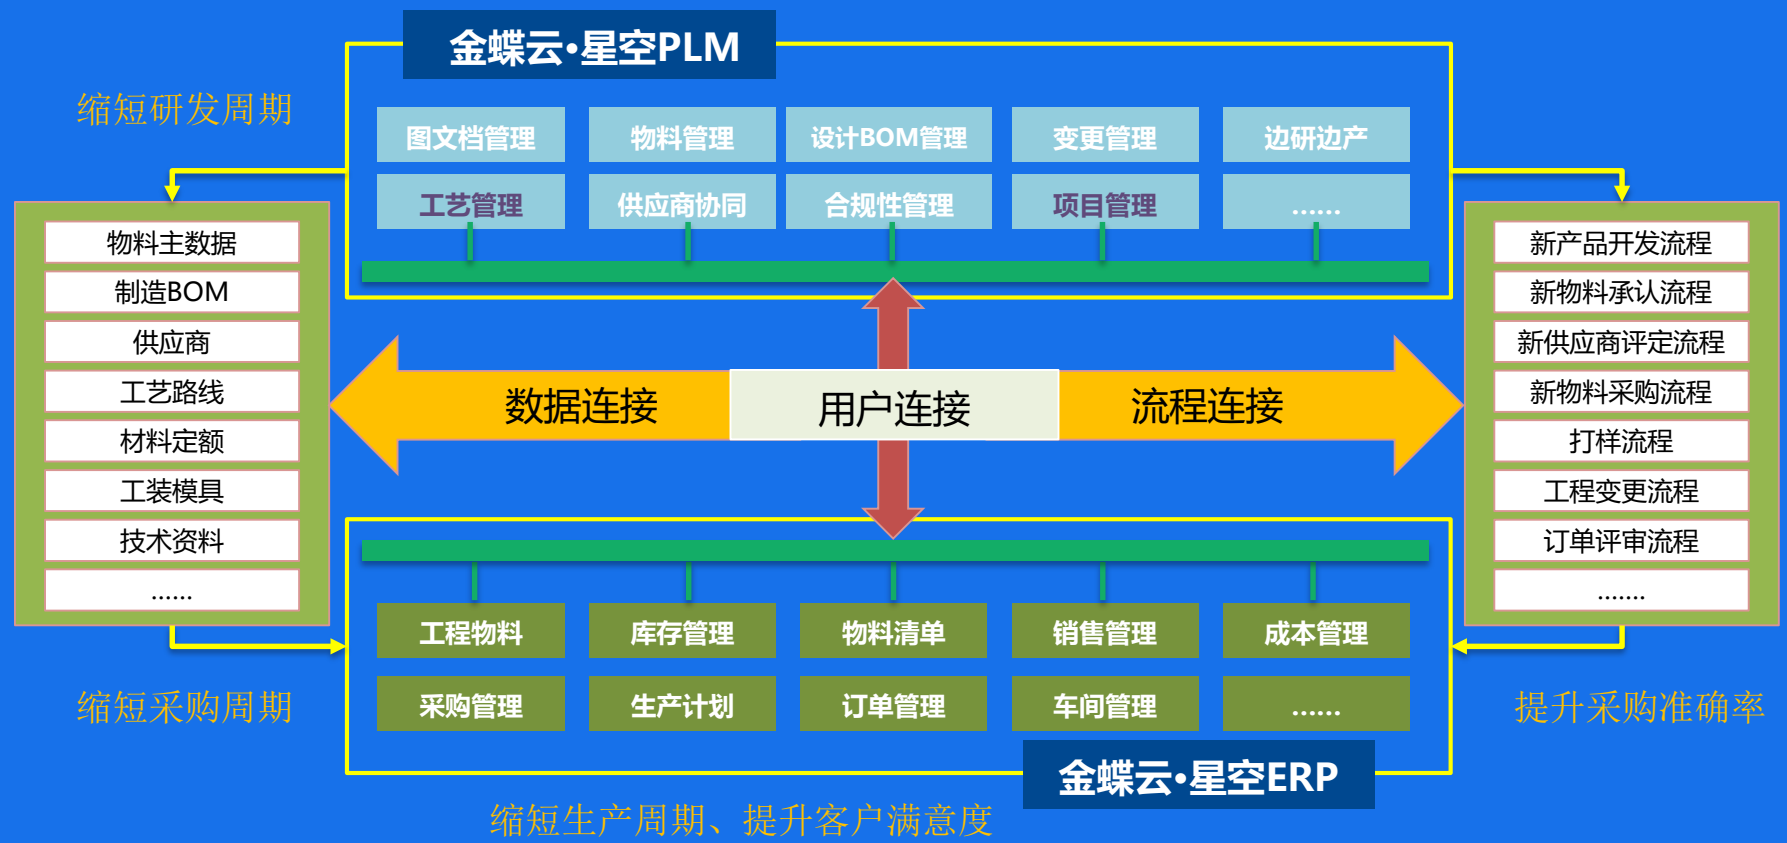 金蝶云·星空PLM
缩短研发周期
图文档管理
物料管理
设计BOM管理
变更管理
边研边产
工艺管理
供应商协同
合规性管理
项目管理
......
物料主数据
制造BOM
供应商
工艺路线
材料定额
工装模具
技术资料
......
数据连接
用户连接
流程连接
新产品开发流程
新物料承认流程
新供应商评定流程
新物料采购流程
打样流程
工程变更流程
订单评审流程
.......
工程物料
库存管理
物料清单
销售管理
成本管理
采购管理
生产计划
订单管理
车间管理
......
缩短采购周期
提升采购准确率
金蝶云·星空ERP
缩短生产周期、提升客户满意度